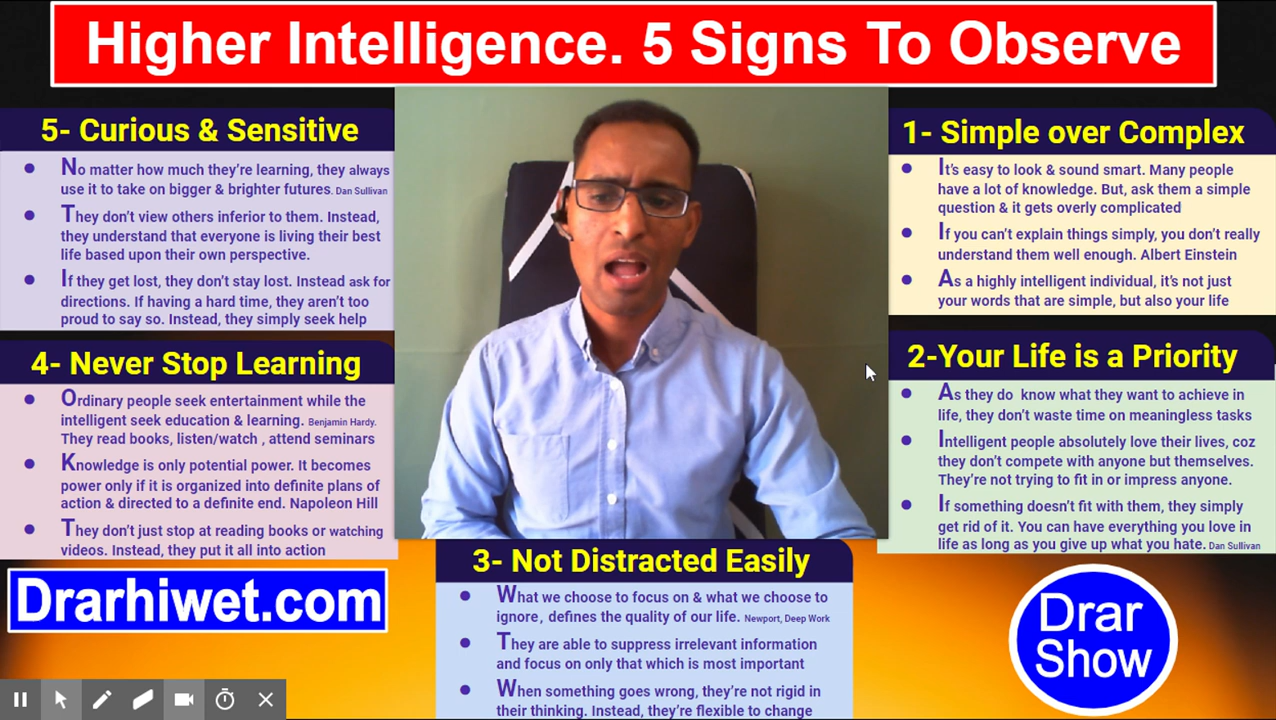 Higher Intelligence. 5 Signs To Observe
5- Curious & Sensitive
No matter how much they're learning, they always
use it to take on bigger & brighter futures. Dan Sullivan
They don't view others inferior to them. Instead,
they understand that everyone is living their best
life based upon their own perspective.
If they get lost, they don't stay lost. Instead ask for
directions. If having a hard time, they aren't too
proud to say so. Instead, they simply seek help
4- Never Stop Learning
Ordinary people seek entertainment while the
intelligent seek education & learning. Benjamin Hardy.
They read books, listen/watch , attend seminars
Knowledge is only potential power. It becomes
power only if it is organized into definite plans of
action & directed to a definite end. Napoleon Hill
They don't just stop at reading books or watching
videos. Instead, they put it all into action
Drarhiwet.com
1- Simple over Complex
It's easy to look & sound smart. Many people
have a lot of knowledge. But, ask them a simple
question & it gets overly complicated
If you can't explain things simply, you don't really
understand them well enough. Albert Einstein
As a highly intelligent individual, it's not just
your words that are simple, but also your life
2-Your Life is a Priority
As they do know what they want to achieve in
life, they don't waste time on meaningless tasks
Intelligent people absolutely love their lives, coz
they don't compete with anyone but themselves.
They're not trying to fit in or impress anyone.
If something doesn't fit with them, they simply
get rid of it. You can have everything you love in
life as long as you give up what you hate. Dan Sullivan
3- Not Distracted Easily
What we choose to focus on & what we choose to
ignore, defines the quality of our life. Newport, Deep Work
They are able to suppress irrelevant information
and focus on only that which is most important
When something goes wrong, they're not rigid in
their thinking. Instead, they're flexible to change
Drar
Show